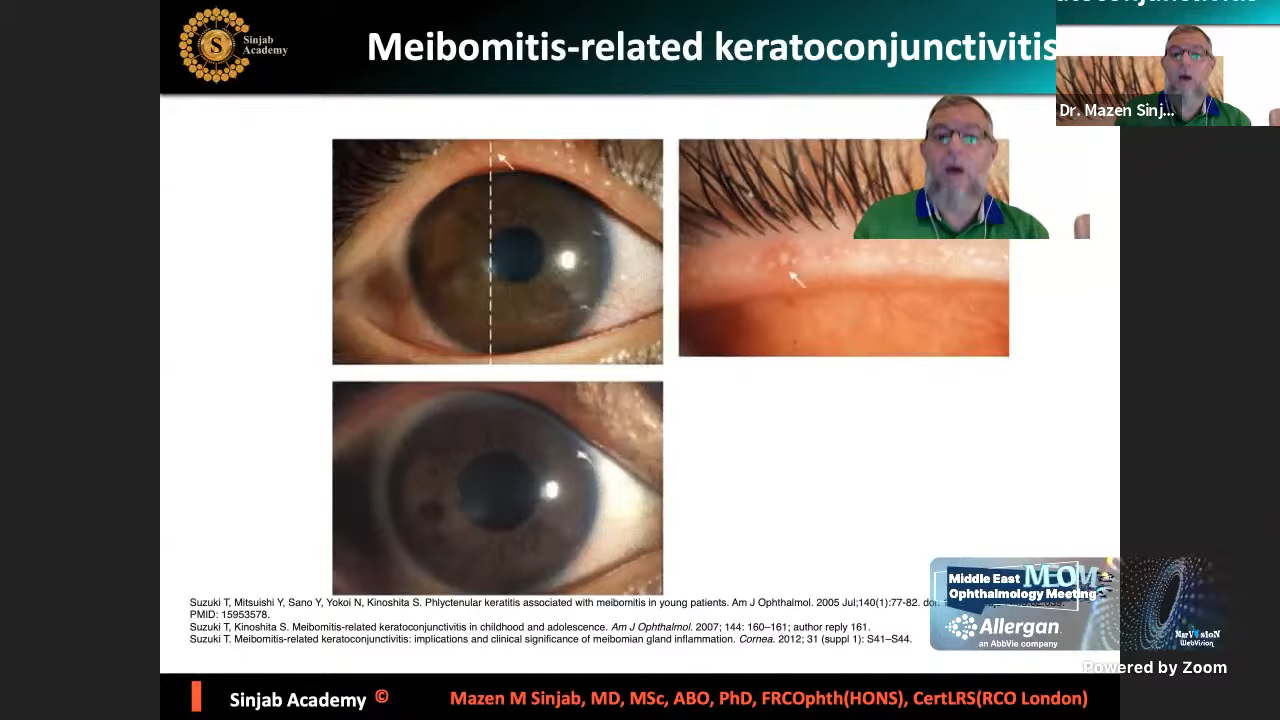 S
Sinjab
Academy
Meibomitis-related keratoconjunctivitis
Dr. Mazen Sinj...
Suzuki T, Mitsuishi Y, Sano Y, Yokoi N, Kinoshita S. Phlyctenular keratitis associated with meibomitis in young patients. Am J Ophthalmol. 2005 Jul;140(1):77-82.
PMID: 15953578.
Suzuki T, Kinoshita S. Meibomitis-related keratoconjunctivitis in childhood and adolescence. Am J Ophthalmol. 2007; 144: 160–161; author reply 161.
Suzuki T. Meibomitis-related keratoconjunctivitis: implications and clinical significance of meibomian gland inflammation. Cornea. 2012; 31 (suppl 1): S41–S44.
Middle East MEOM
Ophthalmology Meeting
Allergan
an AbbVie company
NarVisioN
WebVision
Powered by Zoom
Sinjab Academy ©
Mazen M Sinjab, MD, MSc, ABO, PhD, FRCOphth(HONS), CertLRS(RCO London)